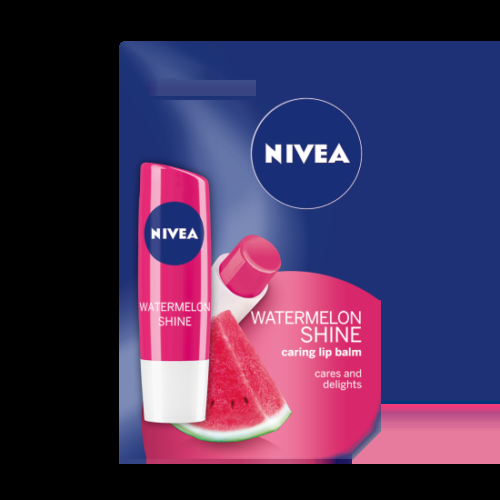 NIVEA
NIVEA
WATERMELON
SHINE
WATERMELON
SHINE
caring lip balm
cares and
delights